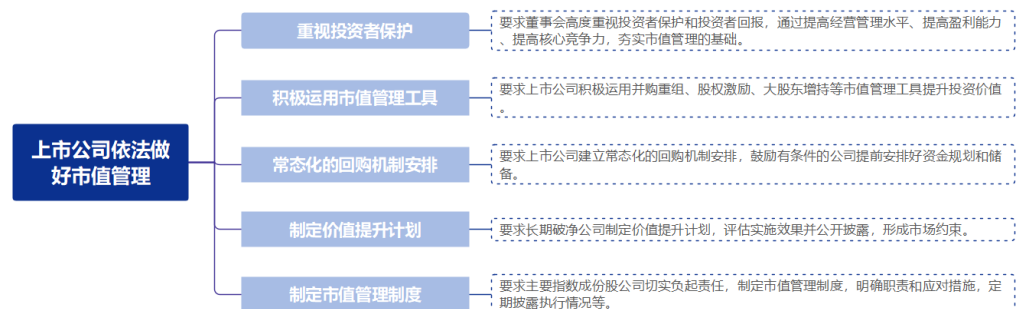 上市公司依法做
好市值管理
重视投资者保护
要求董事会高度重视投资者保护和投资者回报，通过提高经营管理水平、提高盈利能力
、提高核心竞争力，夯实市值管理的基础。
积极运用市值管理工具
要求上市公司积极运用并购重组、股权激励、大股东增持等市值管理工具提升投资价值
。
常态化的回购机制安排
要求上市公司建立常态化的回购机制安排，鼓励有条件的公司提前安排好资金规划和储
备。
制定价值提升计划
要求长期破净公司制定价值提升计划，评估实施效果并公开披露，形成市场约束。
制定市值管理制度
要求主要指数成份股公司切实负起责任，制定市值管理制度，明确职责和应对措施，定
期披露执行情况等。